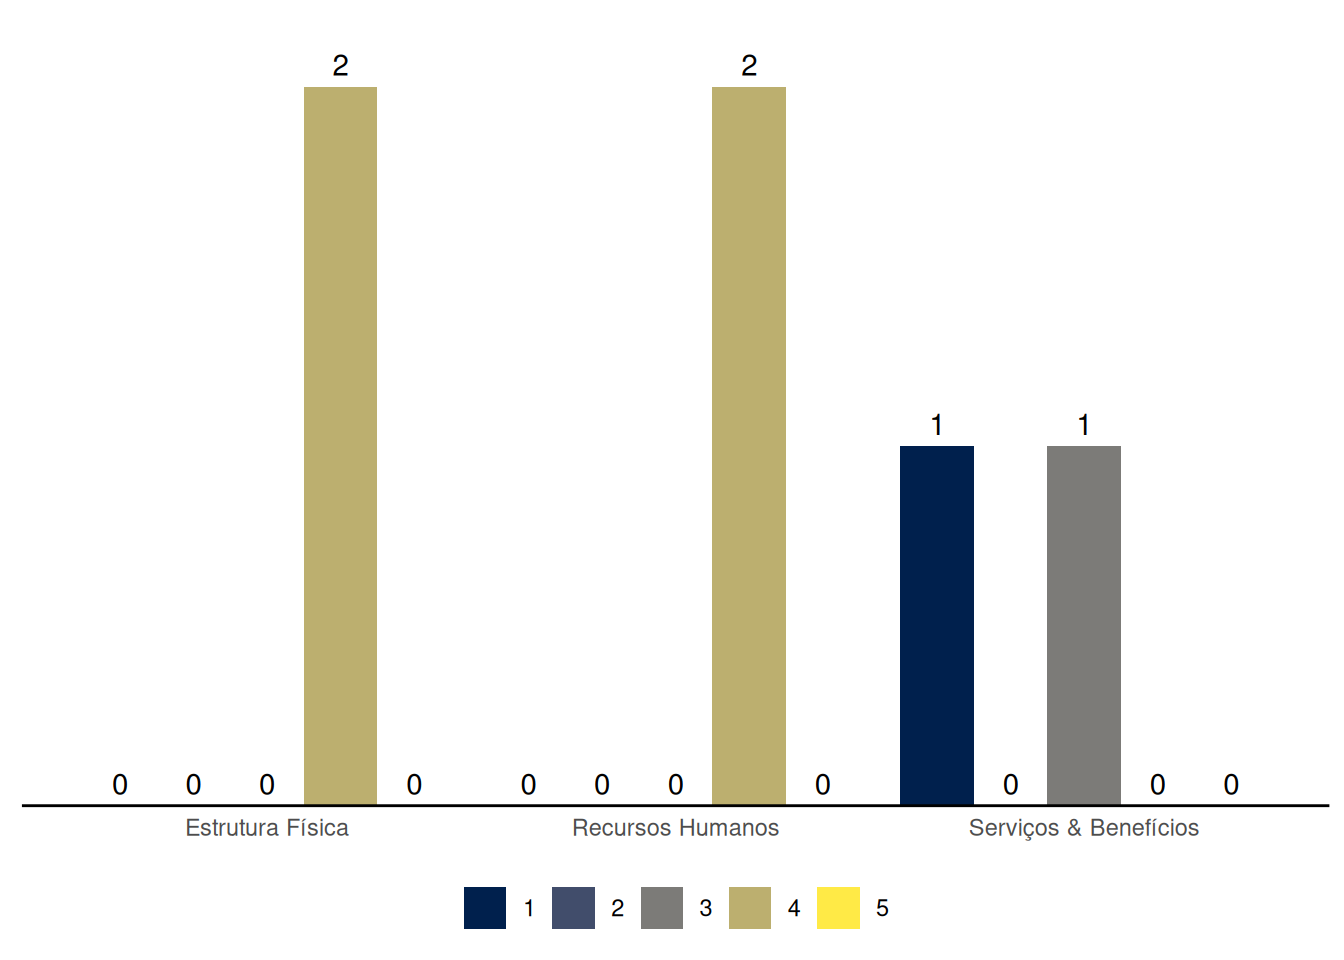 2 2
1 1
0 0 0 0 0 0 0 0 0 0 0
Estrutura Física Recursos Humanos Serviços & Benefícios
1 2 3 4 5